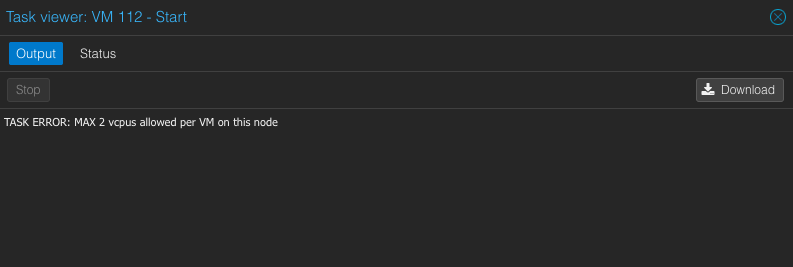 Task viewer: VM 112 - Start
Output Status
Stop Download
TASK ERROR: MAX 2 vcpus allowed per VM on this node